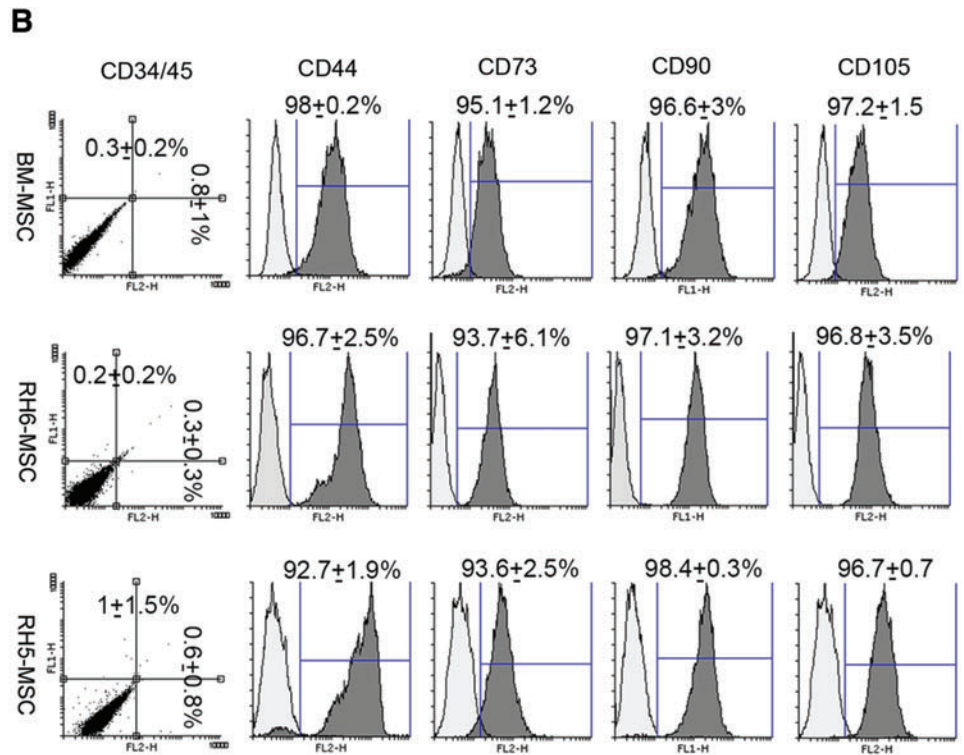 B
CD34/45 CD44 CD73 CD90 CD105
BM-MSC
0.3±0.2%
0.8±1%
98±0.2%
95.1±1.2%
96.6±3%
97.2±1.5
FL1-H
10000
FL2-H FL2-H FL2-H FL1-H FL2-H
RH6-MSC
0.2±0.2%
0.3±0.3%
96.7±2.5%
93.7±6.1%
97.1±3.2%
96.8±3.5%
FL1-H
10000
FL2-H FL2-H FL2-H FL1-H FL2-H
RH5-MSC
1±1.5%
0.6±0.8%
92.7±1.9%
93.6±2.5%
98.4±0.3%
96.7±0.7
FL1-H
10000
FL2-H FL2-H FL2-H FL1-H FL2-H